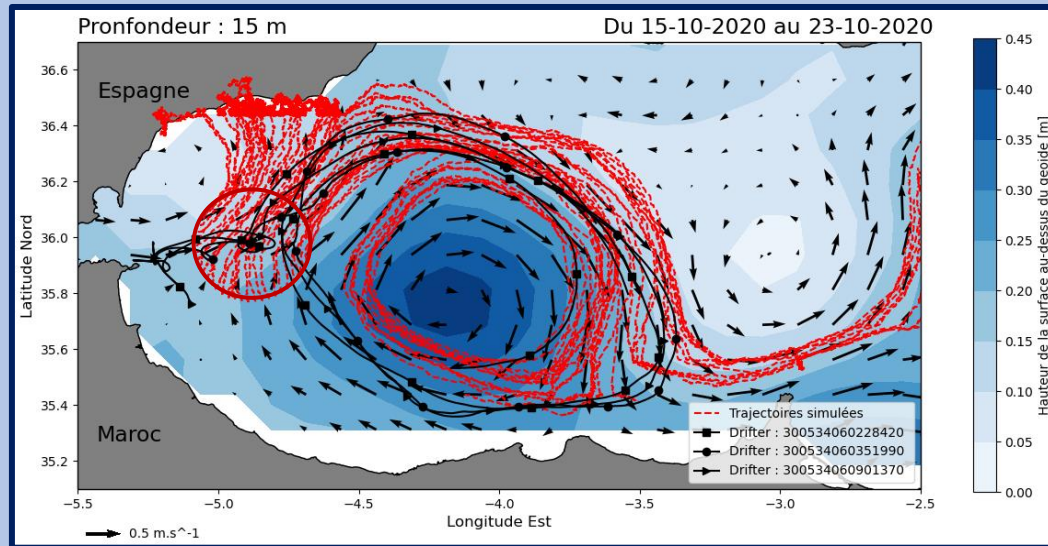 Pronfondeur : 15 m
Du 15-10-2020 au 23-10-2020
Espagne
Maroc
Latitude Nord
36.6
36.4
36.2
36.0
35.8
35.6
35.4
35.2
−5.5
−5.0
−4.5
−4.0
−3.5
−3.0
−2.5
Longitude Est
0.5 m.s^-1
Trajectoires simulées
Drifter : 300534060228420
Drifter : 300534060351990
Drifter : 300534060901370
0.45
0.40
0.35
0.30
0.25
0.20
0.15
0.10
0.05
0.00
Hauteur de la surface au-dessus du geoide [m]